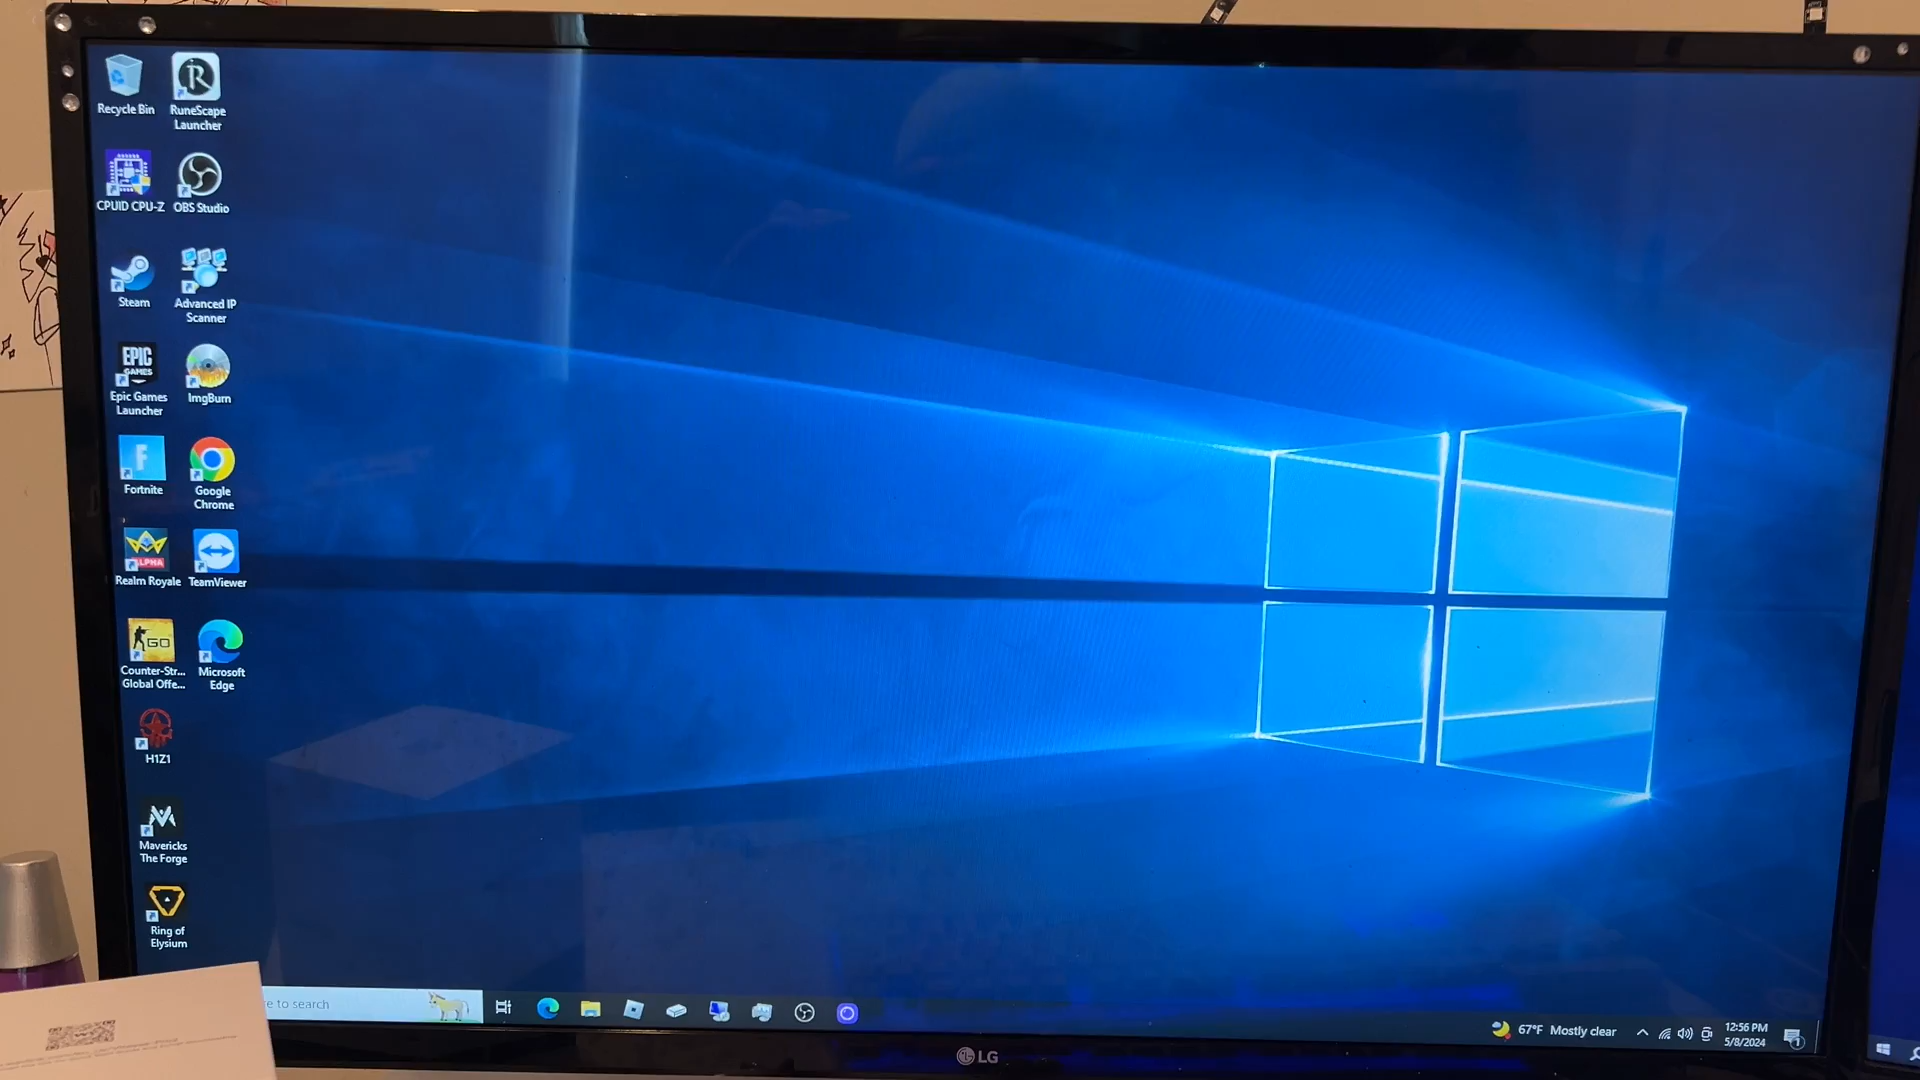 Recycle Bin
RuneScape
Launcher
CPUID CPU-Z
OBS Studio
Steam
Advanced IP
Scanner
EPIC
GAMES
Epic Games
Launcher
ImgBurn
F
Fortnite
Google
Chrome
ALPHA
Realm Royale
TeamViewer
GO
Counter-Str...
Global Offe...
Microsoft
Edge
H1Z1
Mavericks
The Forge
Ring of
Elysium
e to search
67°F Mostly clear
12:56 PM
5/8/2024
1
LG